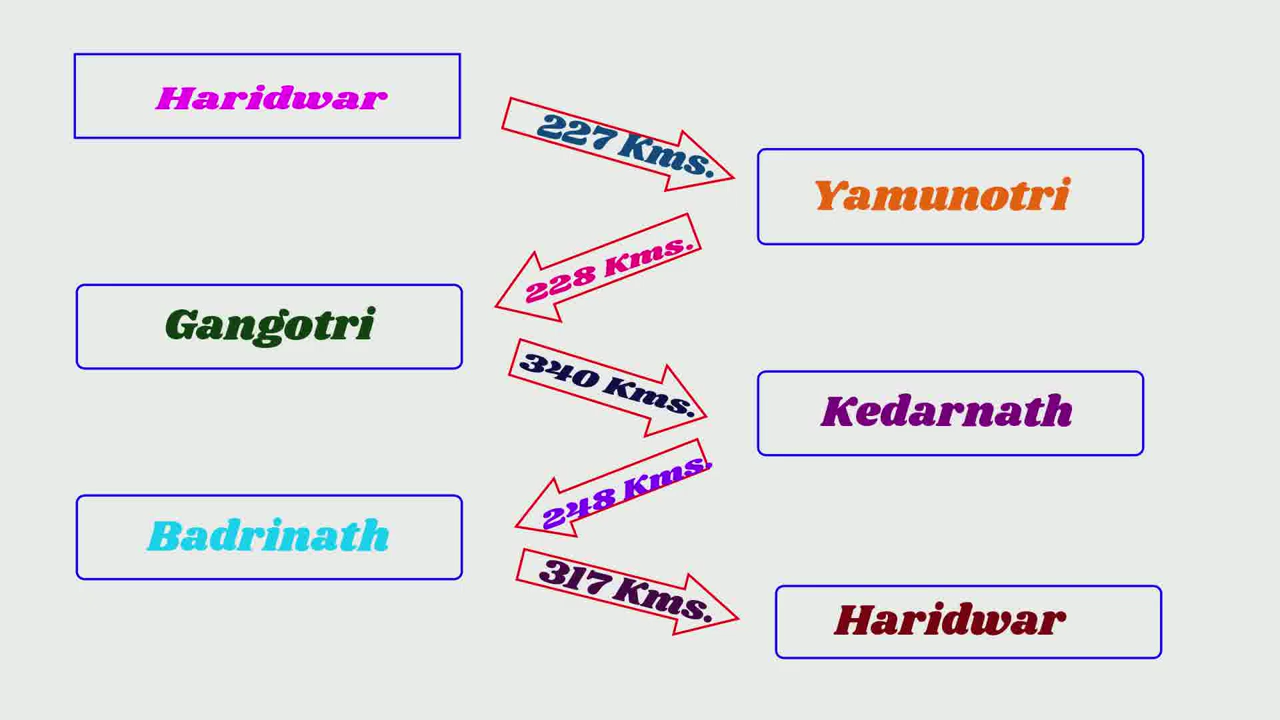 Haridwar
227 Kms.
Yamunotri
228 Kms.
Gangotri
340 Kms.
Kedarnath
248 Kms.
Badrinath
317 Kms.
Haridwar